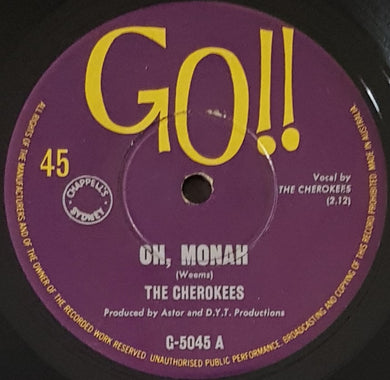 GO!!
45
CHAPPELL'S
SYDNEY
Vocal by
THE CHEROKEES
(2.12)
OH, MONAH
(Weems)
THE CHEROKEES
Produced by Astor and D.Y.T. Productions
G-5045 A
ALL RIGHTS OF THE MANUFACTURERS AND OF THE OWNER OF THE RECORDED WORK RESERVED UNAUTHORISED PUBLIC PERFORMANCE, BROADCASTING AND COPYING OF THIS RECORD PROHIBITED. MADE IN AUSTRALIA.